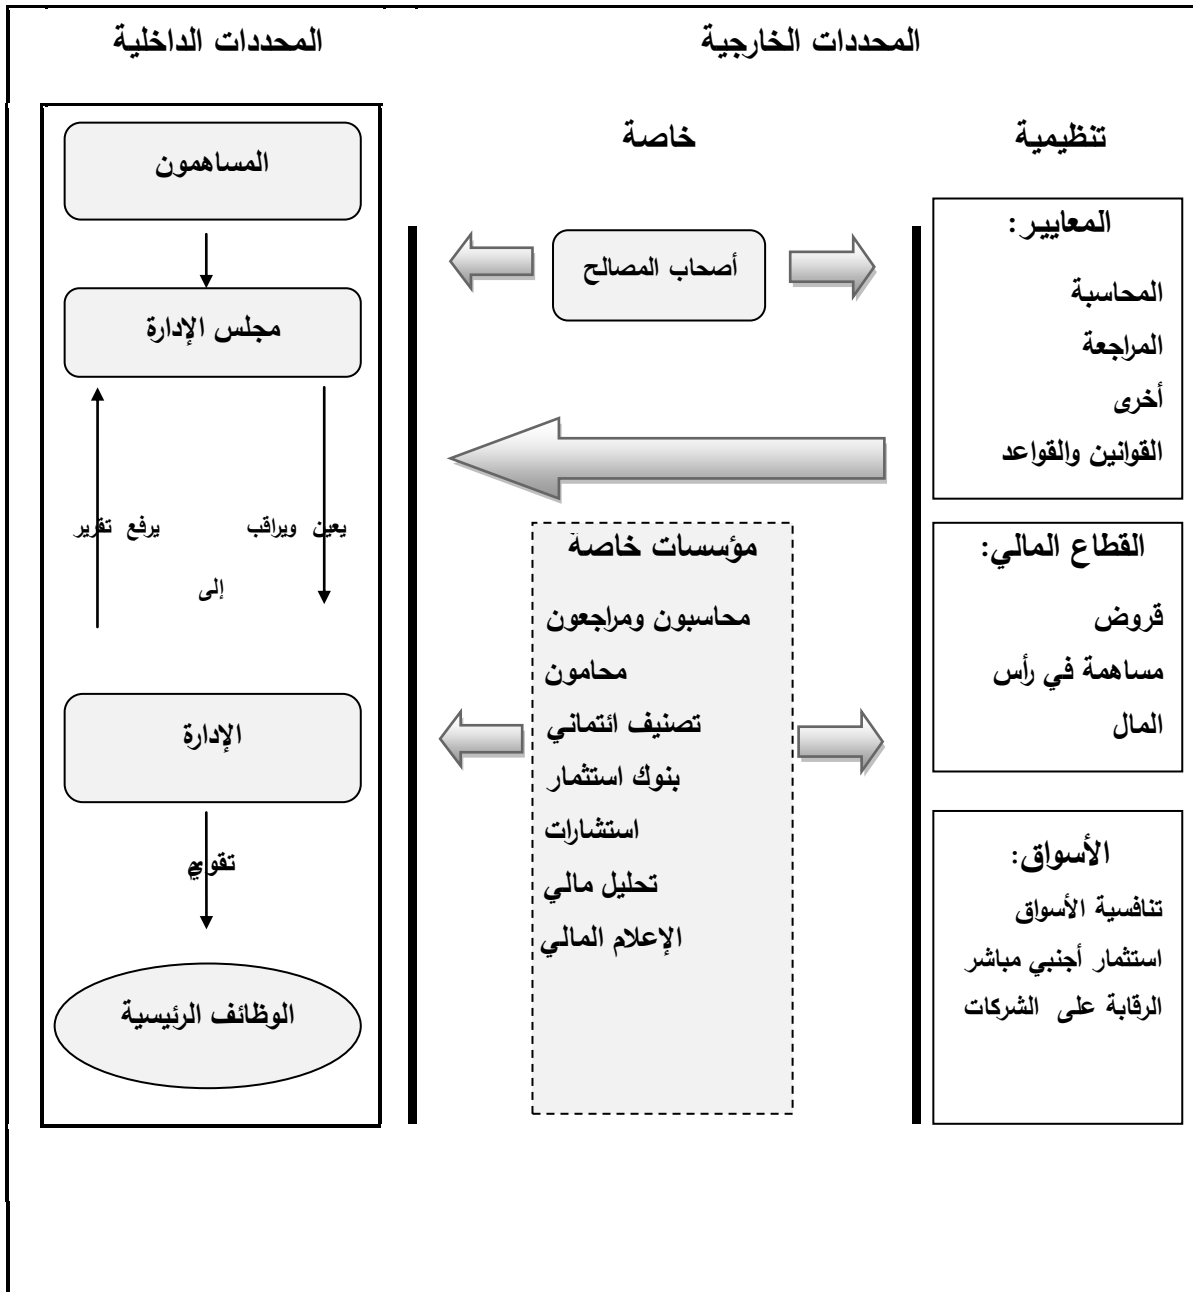 المحددات الخارجية
المحددات الداخلية
تنظيمية
المعايير:
المحاسبة
المراجعة
أخرى
القوانين والقواعد
القطاع المالي:
قروض
مساهمة في رأس
المال
الأسواق:
تنافسية الأسواق
استثمار أجنبي مباشر
الرقابة على الشركات
خاصة
أصحاب المصالح
مؤسسات خاصة
محاسبون ومراجعون
محامون
تصنيف ائتماني
بنوك استثمار
استشارات
تحليل مالي
الإعلام المالي
المساهمون
مجلس الإدارة
يعين ويراقب
يرفع تقرير
إلى
الإدارة
الوظائف الرئيسية